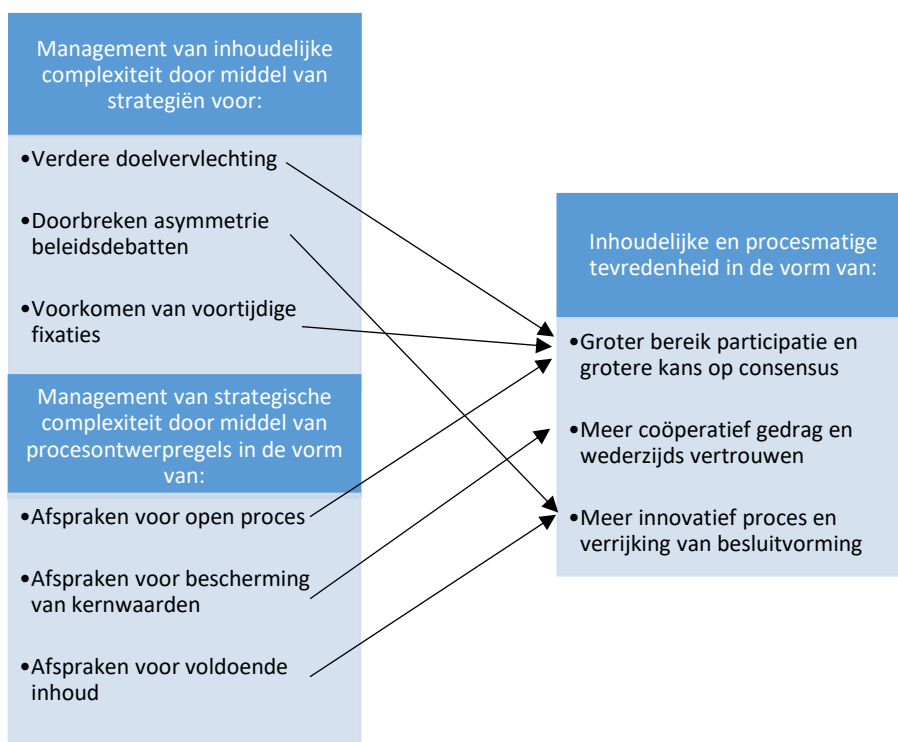 Management van inhoudelijke
complexiteit door middel van
strategiën voor:
•Verdere doelvervlechting
•Doorbreken asymmetrie
beleidsdebatten
•Voorkomen van voortijdige
fixaties
Management van strategische
complexiteit door middel van
procesontwerpregels in de vorm
van:
•Afspraken voor open proces
•Afspraken voor bescherming
van kernwaarden
•Afspraken voor voldoende
inhoud
Inhoudelijke en procesmatige
tevredenheid in de vorm van:
•Groter bereik participatie en
grotere kans op consensus
•Meer coöperatief gedrag en
wederzijds vertrouwen
•Meer innovatief proces en
verrijking van besluitvorming